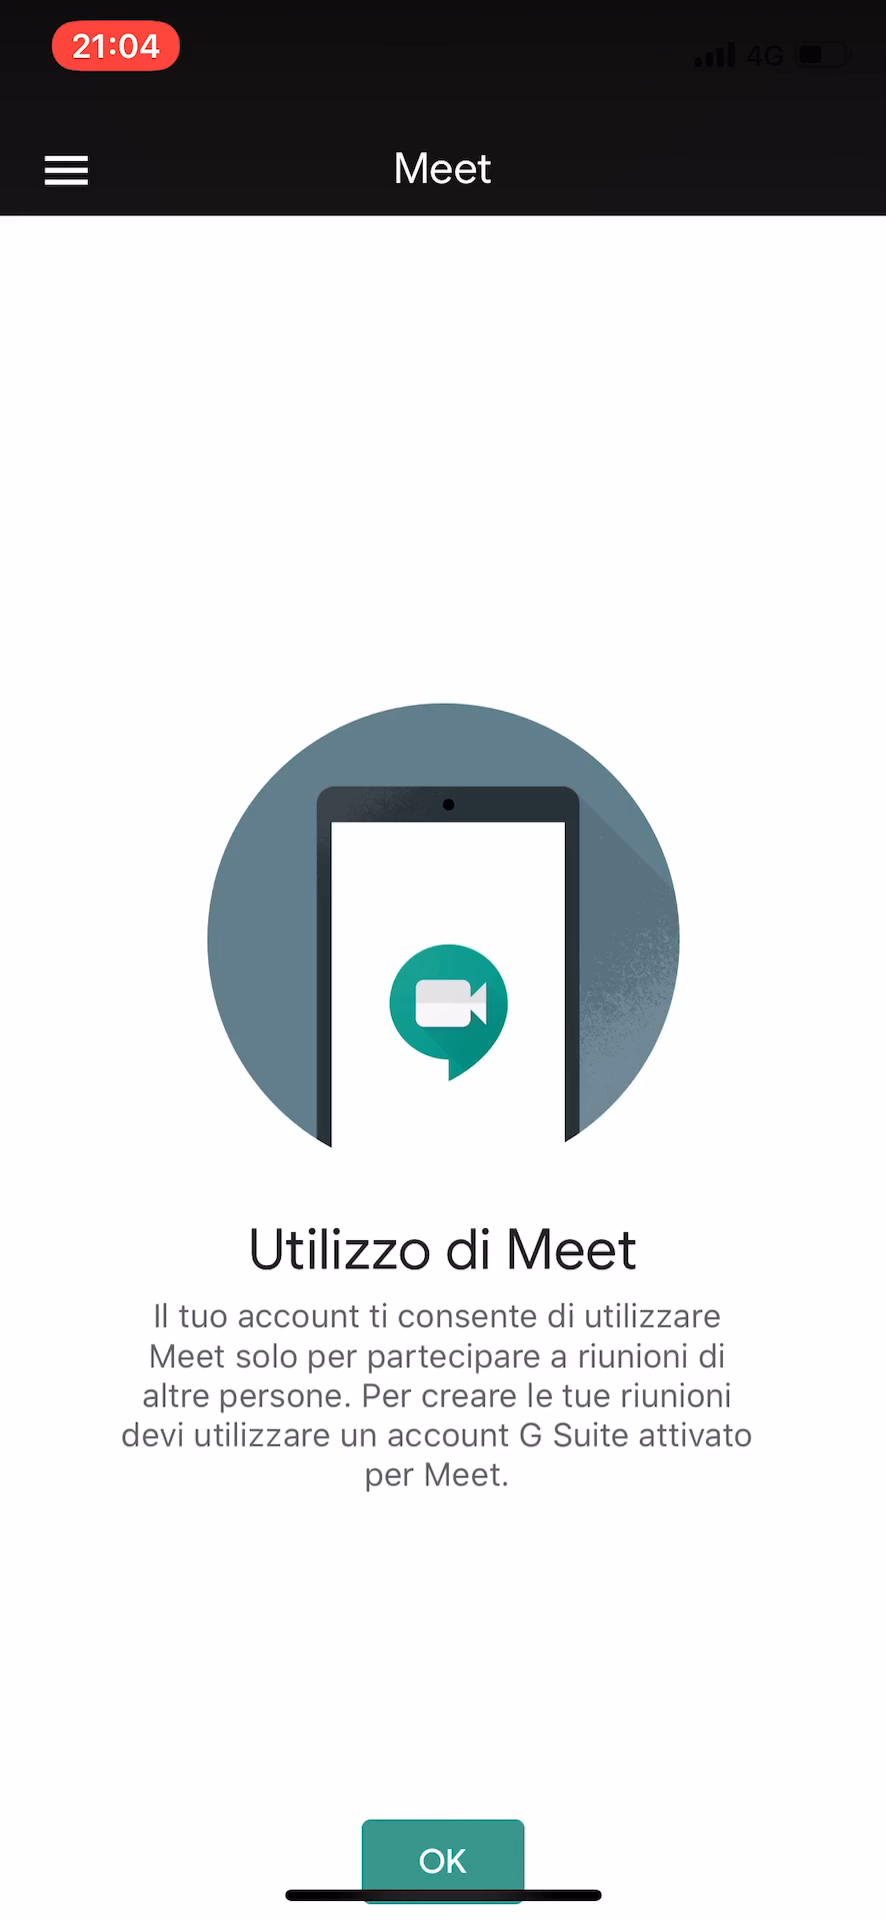 21:04
4G
Meet
Utilizzo di Meet
Il tuo account ti consente di utilizzare
Meet solo per partecipare a riunioni di
altre persone. Per creare le tue riunioni
devi utilizzare un account G Suite attivato
per Meet.
OK